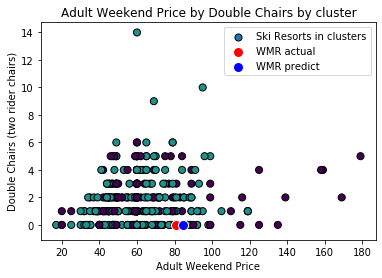 Adult Weekend Price by Double Chairs by cluster
Ski Resorts in clusters
WMR actual
WMR predict
Double Chairs (two rider chairs)
14
12
10
8
6
4
2
0
20 40 60 80 100 120 140 160 180
Adult Weekend Price